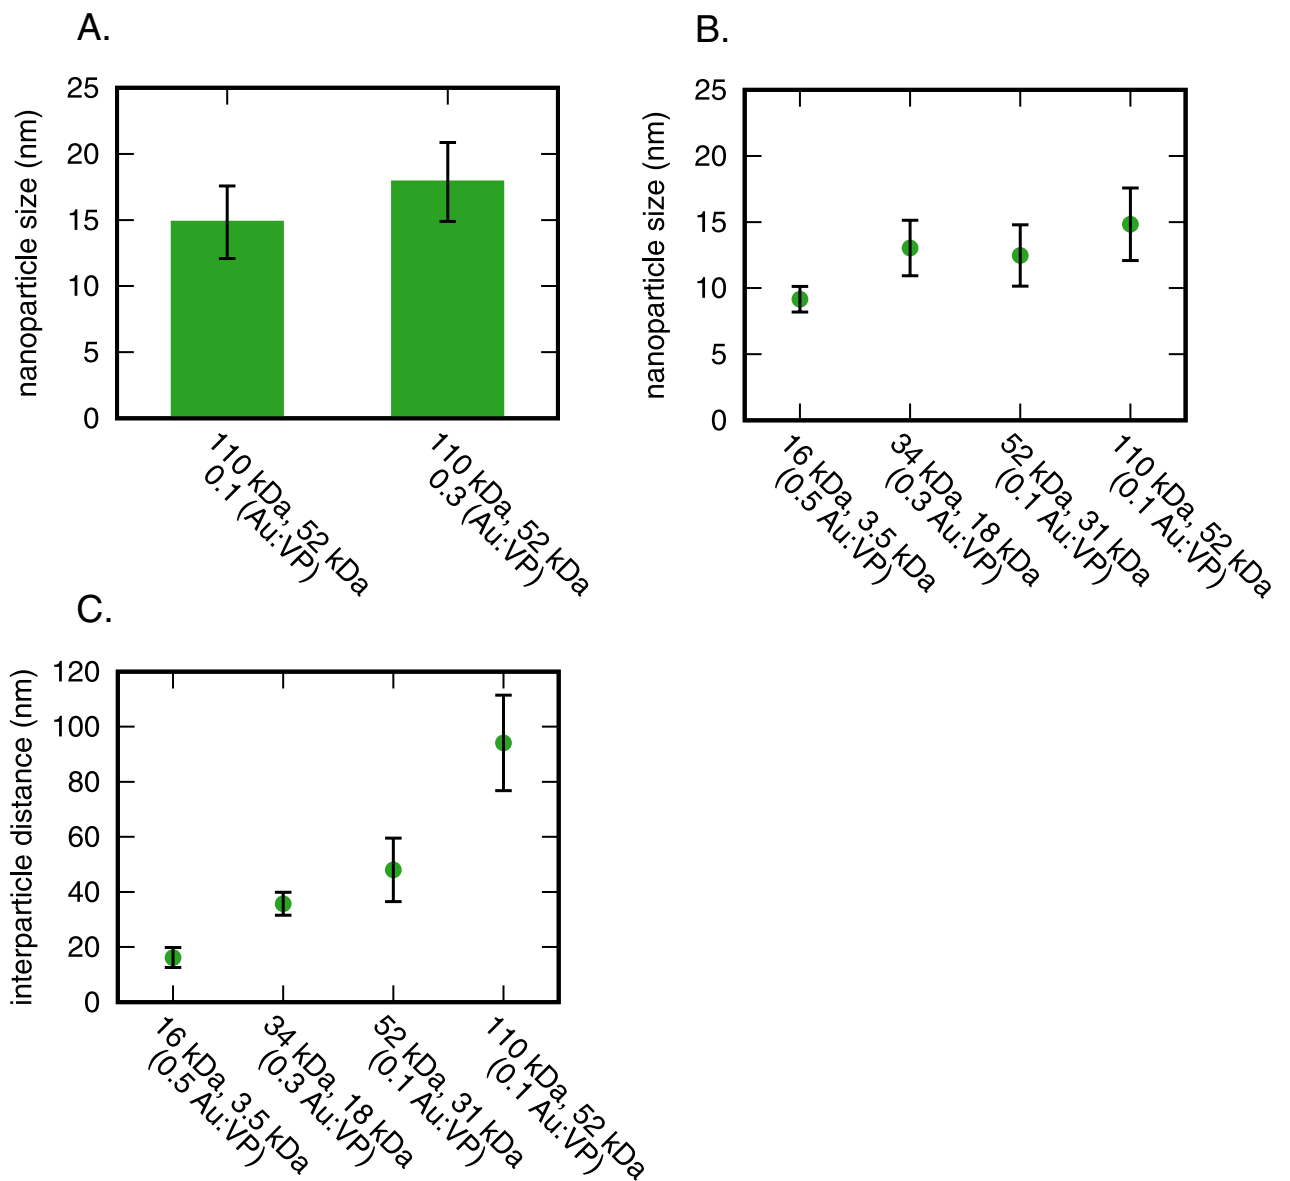 A.
nanoparticle size (nm)
25
20
15
10
5
0
110 kDa, 52 kDa
0.1 (Au:VP)
110 kDa, 52 kDa
0.3 (Au:VP)
B.
nanoparticle size (nm)
25
20
15
10
5
0
16 kDa, 3.5 kDa
(0.5 Au:VP)
34 kDa, 18 kDa
(0.3 Au:VP)
52 kDa, 31 kDa
(0.1 Au:VP)
110 kDa, 52 kDa
(0.1 Au:VP)
C.
interparticle distance (nm)
120
100
80
60
40
20
0
16 kDa, 3.5 kDa
(0.5 Au:VP)
34 kDa, 18 kDa
(0.3 Au:VP)
52 kDa, 31 kDa
(0.1 Au:VP)
110 kDa, 52 kDa
(0.1 Au:VP)